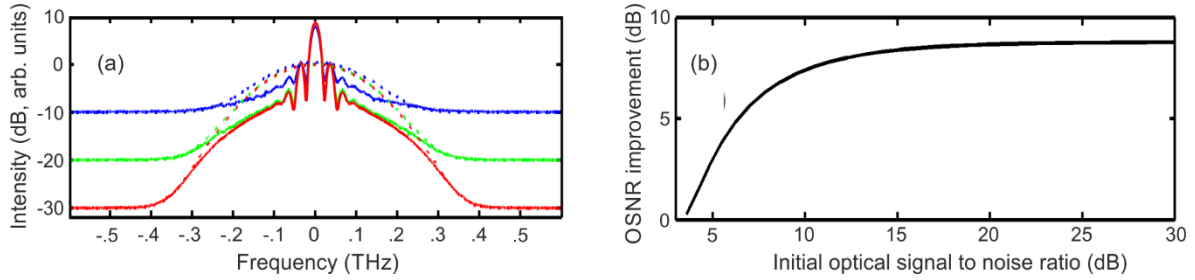 Intensity (dB, arb. units)
10
0
-10
-20
-30
(a)
-.5 -.4 -.3 -.2 -.1 0 .1 .2 .3 .4 .5
Frequency (THz)
OSNR improvement (dB)
10
5
0
(b)
5 10 15 20 25 30
Initial optical signal to noise ratio (dB)